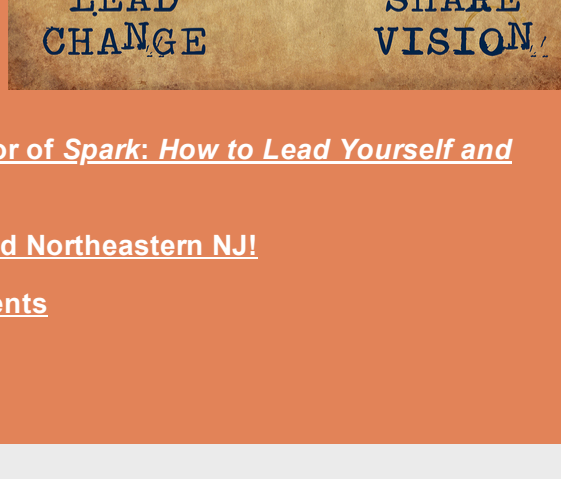 LEAD SHARE
CHANGE VISION
or of Spark: How to Lead Yourself and
d Northeastern NJ!
ents